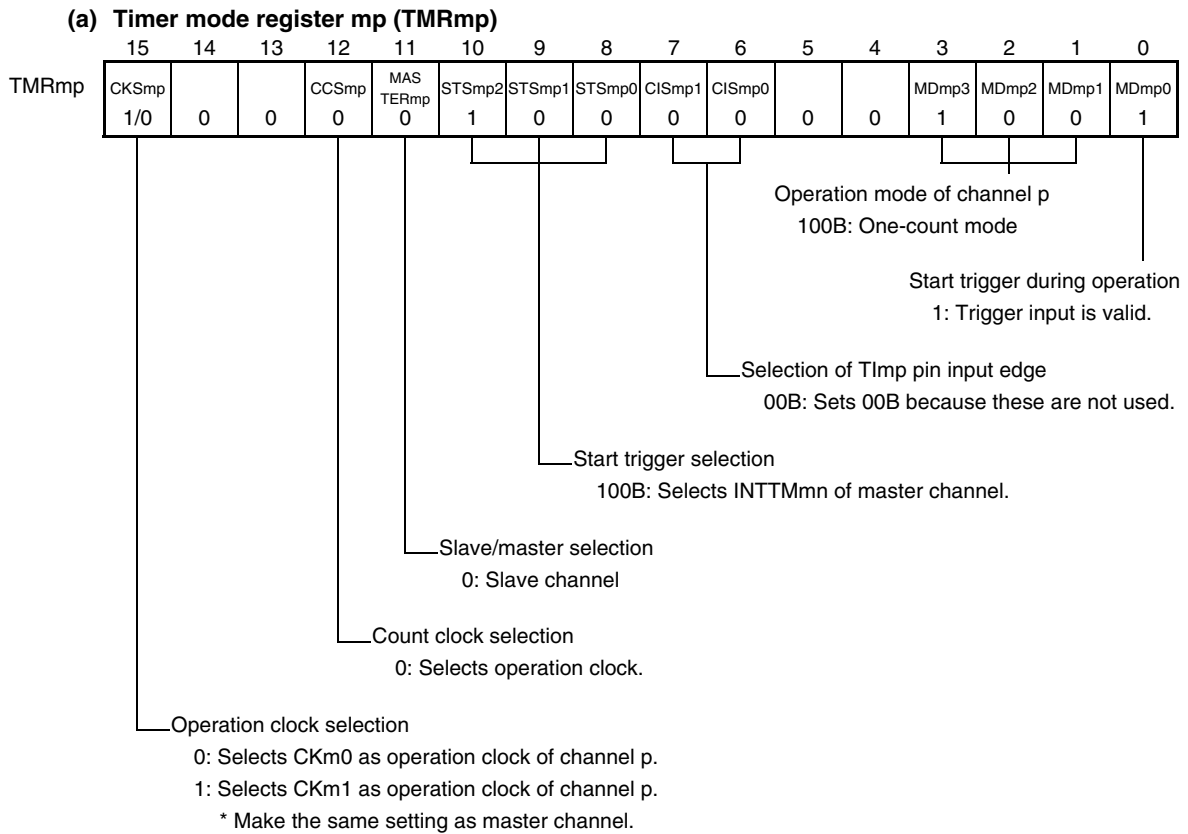 (a) Timer mode register mp (TMRmp)
15 14 13 12 11 10 9 8 7 6 5 4 3 2 1 0
TMRmp CKSmp CCSmp MAS TERmp STSmp2 STSmp1 STSmp0 CISmp1 CISmp0 MDmp3 MDmp2 MDmp1 MDmp0
1/0 0 0 0 0 1 0 0 0 0 0 0 1 0 0 1
Operation mode of channel p
100B: One-count mode
Start trigger during operation
1: Trigger input is valid.
Selection of TImp pin input edge
00B: Sets 00B because these are not used.
Start trigger selection
100B: Selects INTTMmn of master channel.
Slave/master selection
0: Slave channel
Count clock selection
0: Selects operation clock.
Operation clock selection
0: Selects CKm0 as operation clock of channel p.
1: Selects CKm1 as operation clock of channel p.
* Make the same setting as master channel.